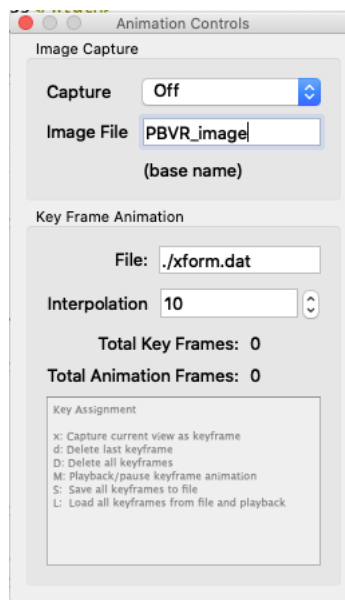 Animation Controls
Image Capture
Capture Off
Image File PBVR_image
(base name)
Key Frame Animation
File: ./xform.dat
Interpolation 10
Total Key Frames: 0
Total Animation Frames: 0
Key Assignment
x: Capture current view as keyframe
d: Delete last keyframe
D: Delete all keyframes
M: Playback/pause keyframe animation
S: Save all keyframes to file
L: Load all keyframes from file and playback